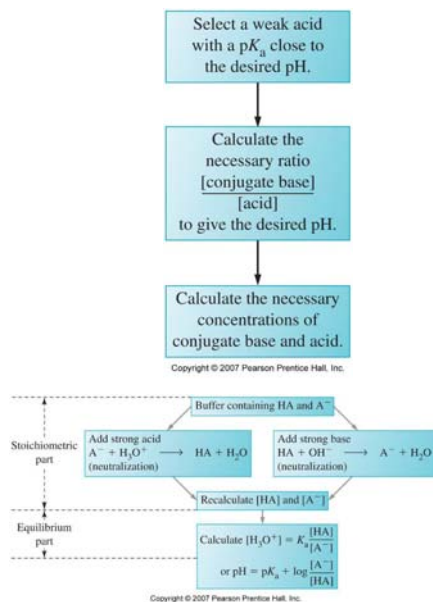 Select a weak acid
with a pKa close to
the desired pH.
Calculate the
necessary ratio
[conjugate base]
[acid]
to give the desired pH.
Calculate the necessary
concentrations of
conjugate base and acid.
Copyright © 2007 Pearson Prentice Hall, Inc.
Buffer containing HA and A⁻
Stoichiometric
part
Add strong acid
A⁻ + H₃O⁺ ⟶ HA + H₂O
(neutralization)
Add strong base
HA + OH⁻ ⟶ A⁻ + H₂O
(neutralization)
Recalculate [HA] and [A⁻]
Equilibrium
part
Calculate [H₃O⁺] = Ka [HA]/[A⁻]
or pH = pKa + log [A⁻]/[HA]
Copyright © 2007 Pearson Prentice Hall, Inc.